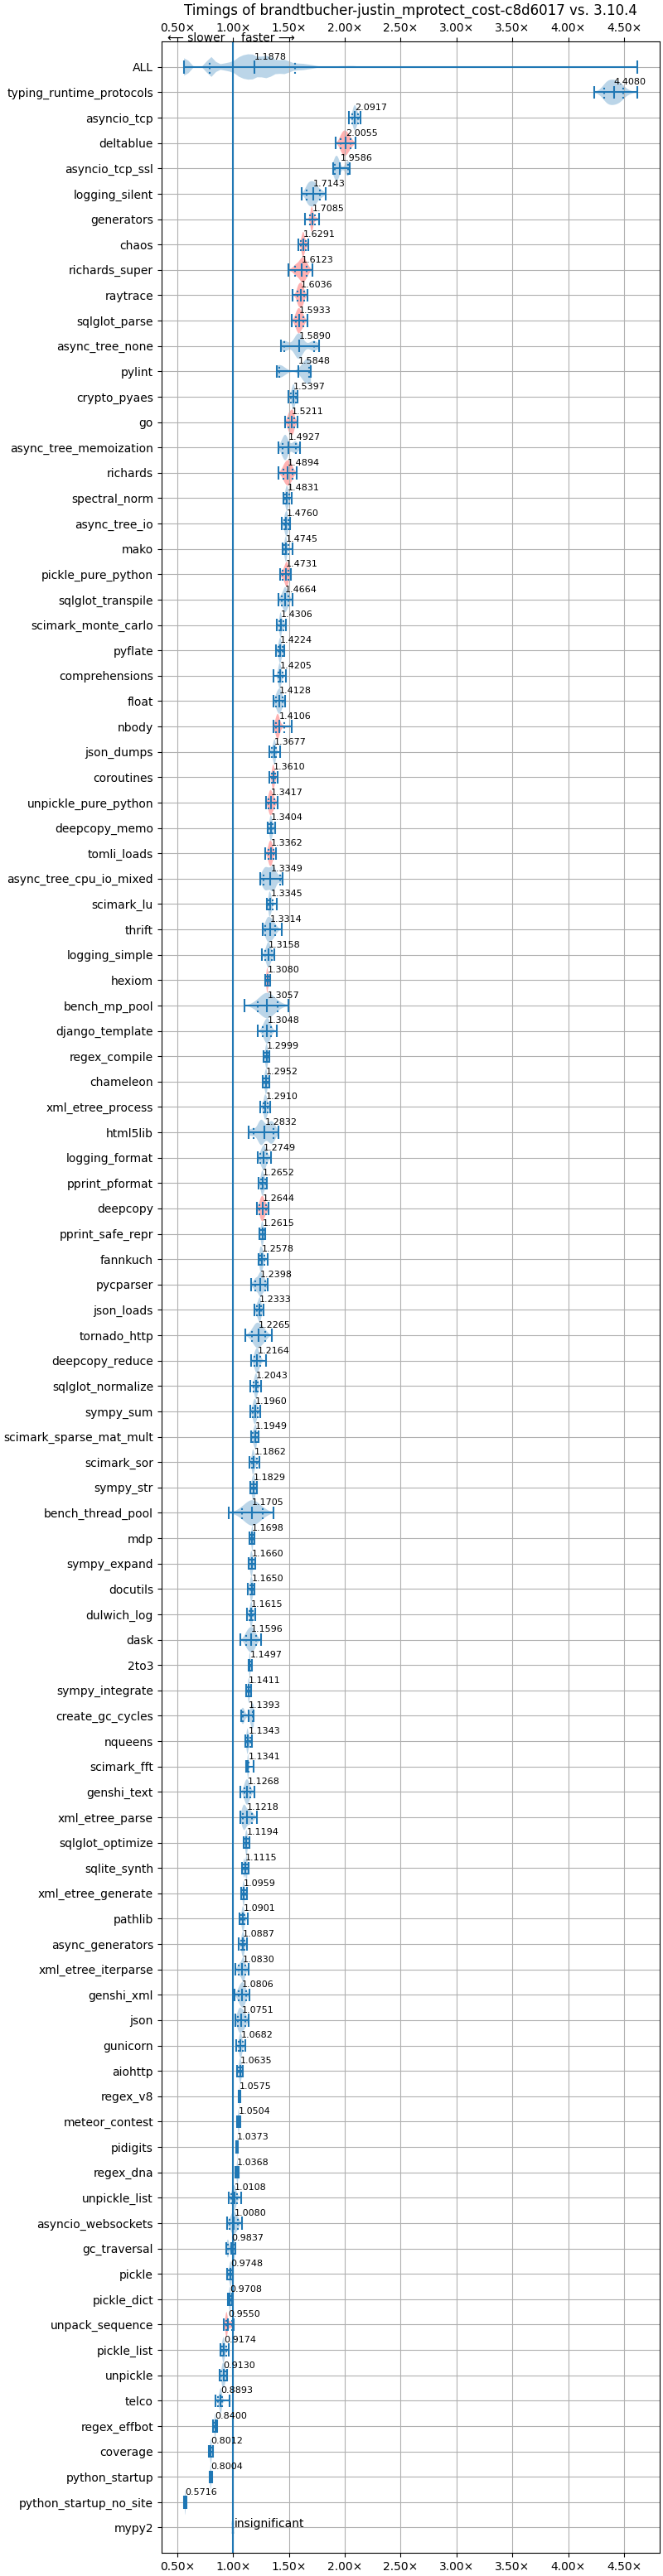 Timings of brandtbucher-justin_mprotect_cost-c8d6017 vs. 3.10.4
0.50× 1.00× 1.50× 2.00× 2.50× 3.00× 3.50× 4.00× 4.50×
←— slower faster —→
ALL 1.1878
typing_runtime_protocols 4.4080
asyncio_tcp 2.0917
deltablue 2.0055
asyncio_tcp_ssl 1.9586
logging_silent 1.7143
generators 1.7085
chaos 1.6291
richards_super 1.6123
raytrace 1.6036
sqlglot_parse 1.5933
async_tree_none 1.5890
pylint 1.5848
crypto_pyaes 1.5397
go 1.5211
async_tree_memoization 1.4927
richards 1.4894
spectral_norm 1.4831
async_tree_io 1.4760
mako 1.4745
pickle_pure_python 1.4731
sqlglot_transpile 1.4664
scimark_monte_carlo 1.4306
pyflate 1.4224
comprehensions 1.4205
float 1.4128
nbody 1.4106
json_dumps 1.3677
coroutines 1.3610
unpickle_pure_python 1.3417
deepcopy_memo 1.3404
tomli_loads 1.3362
async_tree_cpu_io_mixed 1.3349
scimark_lu 1.3345
thrift 1.3314
logging_simple 1.3158
hexiom 1.3080
bench_mp_pool 1.3057
django_template 1.3048
regex_compile 1.2999
chameleon 1.2952
xml_etree_process 1.2910
html5lib 1.2832
logging_format 1.2749
pprint_pformat 1.2652
deepcopy 1.2644
pprint_safe_repr 1.2615
fannkuch 1.2578
pycparser 1.2398
json_loads 1.2333
tornado_http 1.2265
deepcopy_reduce 1.2164
sqlglot_normalize 1.2043
sympy_sum 1.1960
scimark_sparse_mat_mult 1.1949
scimark_sor 1.1862
sympy_str 1.1829
bench_thread_pool 1.1705
mdp 1.1698
sympy_expand 1.1660
docutils 1.1650
dulwich_log 1.1615
dask 1.1596
2to3 1.1497
sympy_integrate 1.1411
create_gc_cycles 1.1393
nqueens 1.1343
scimark_fft 1.1341
genshi_text 1.1268
xml_etree_parse 1.1218
sqlglot_optimize 1.1194
sqlite_synth 1.1115
xml_etree_generate 1.0959
pathlib 1.0901
async_generators 1.0887
xml_etree_iterparse 1.0830
genshi_xml 1.0806
json 1.0751
gunicorn 1.0682
aiohttp 1.0635
regex_v8 1.0575
meteor_contest 1.0504
pidigits 1.0373
regex_dna 1.0368
unpickle_list 1.0108
asyncio_websockets 1.0080
gc_traversal 0.9837
pickle 0.9748
pickle_dict 0.9708
unpack_sequence 0.9550
pickle_list 0.9174
unpickle 0.9130
telco 0.8893
regex_effbot 0.8400
coverage 0.8012
python_startup 0.8004
python_startup_no_site 0.5716
mypy2 insignificant
0.50× 1.00× 1.50× 2.00× 2.50× 3.00× 3.50× 4.00× 4.50×